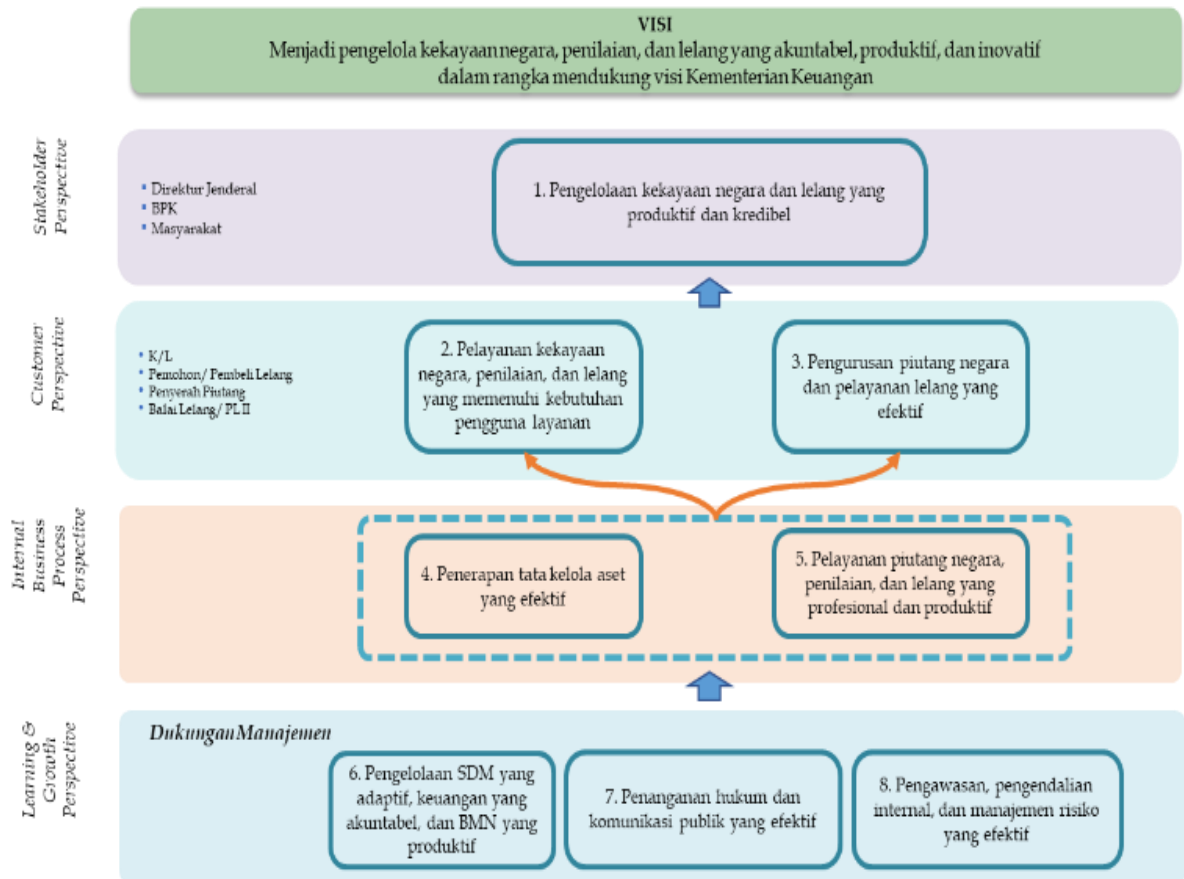 VISI
Menjadi pengelola kekayaan negara, penilaian, dan lelang yang akuntabel, produktif, dan inovatif
dalam rangka mendukung visi Kementerian Keuangan
Stakeholder
Perspective
▪ Direktur Jenderal
▪ BPK
▪ Masyarakat
1. Pengelolaan kekayaan negara dan lelang yang
produktif dan kredibel
Customer
Perspective
• K/L
• Pemohon/ Pembeli Lelang
• Penyerah Piutang
• Balai Lelang/ PL II
2. Pelayanan kekayaan
negara, penilaian, dan lelang
yang memenuhi kebutuhan
pengguna layanan
3. Pengurusan piutang negara
dan pelayanan lelang yang
efektif
Internal
Business
Process
Perspective
4. Penerapan tata kelola aset
yang efektif
5. Pelayanan piutang negara,
penilaian, dan lelang yang
profesional dan produktif
Learning &
Growth
Perspective
Dukungan Manajemen
6. Pengelolaan SDM yang
adaptif, keuangan yang
akuntabel, dan BMN yang
produktif
7. Penanganan hukum dan
komunikasi publik yang efektif
8. Pengawasan, pengendalian
internal, dan manajemen risiko
yang efektif